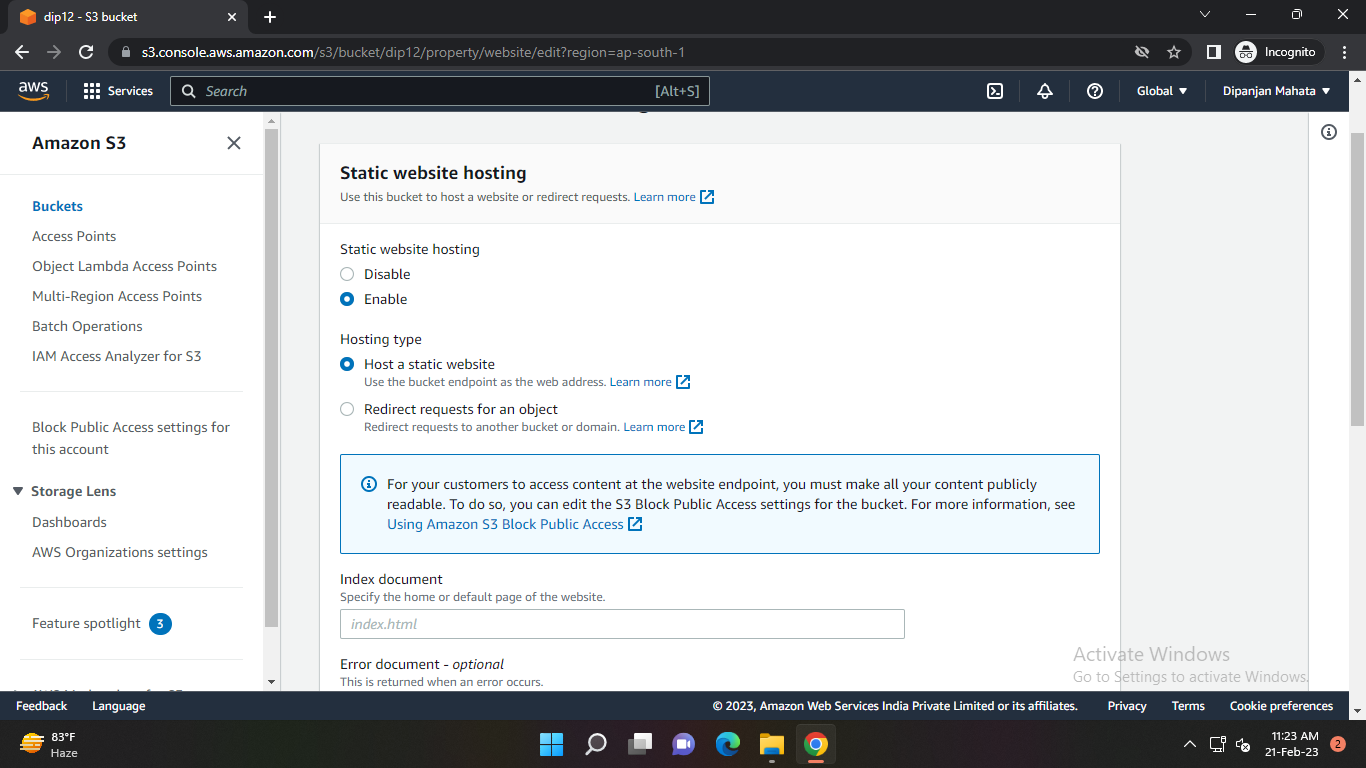 dip12 - S3 bucket
s3.console.aws.amazon.com/s3/bucket/dip12/property/website/edit?region=ap-south-1
Incognito
aws
Services
Search
[Alt+S]
Global
Dipanjan Mahata
Amazon S3
Buckets
Access Points
Object Lambda Access Points
Multi-Region Access Points
Batch Operations
IAM Access Analyzer for S3
Block Public Access settings for
this account
Storage Lens
Dashboards
AWS Organizations settings
Feature spotlight 3
Static website hosting
Use this bucket to host a website or redirect requests. Learn more
Static website hosting
Disable
Enable
Hosting type
Host a static website
Use the bucket endpoint as the web address. Learn more
Redirect requests for an object
Redirect requests to another bucket or domain. Learn more
For your customers to access content at the website endpoint, you must make all your content publicly
readable. To do so, you can edit the S3 Block Public Access settings for the bucket. For more information, see
Using Amazon S3 Block Public Access
Index document
Specify the home or default page of the website.
index.html
Error document - optional
This is returned when an error occurs.
Activate Windows
Go to Settings to activate Windows.
Feedback
Language
© 2023, Amazon Web Services India Private Limited or its affiliates.
Privacy
Terms
Cookie preferences
83°F
Haze
11:23 AM
21-Feb-23
2